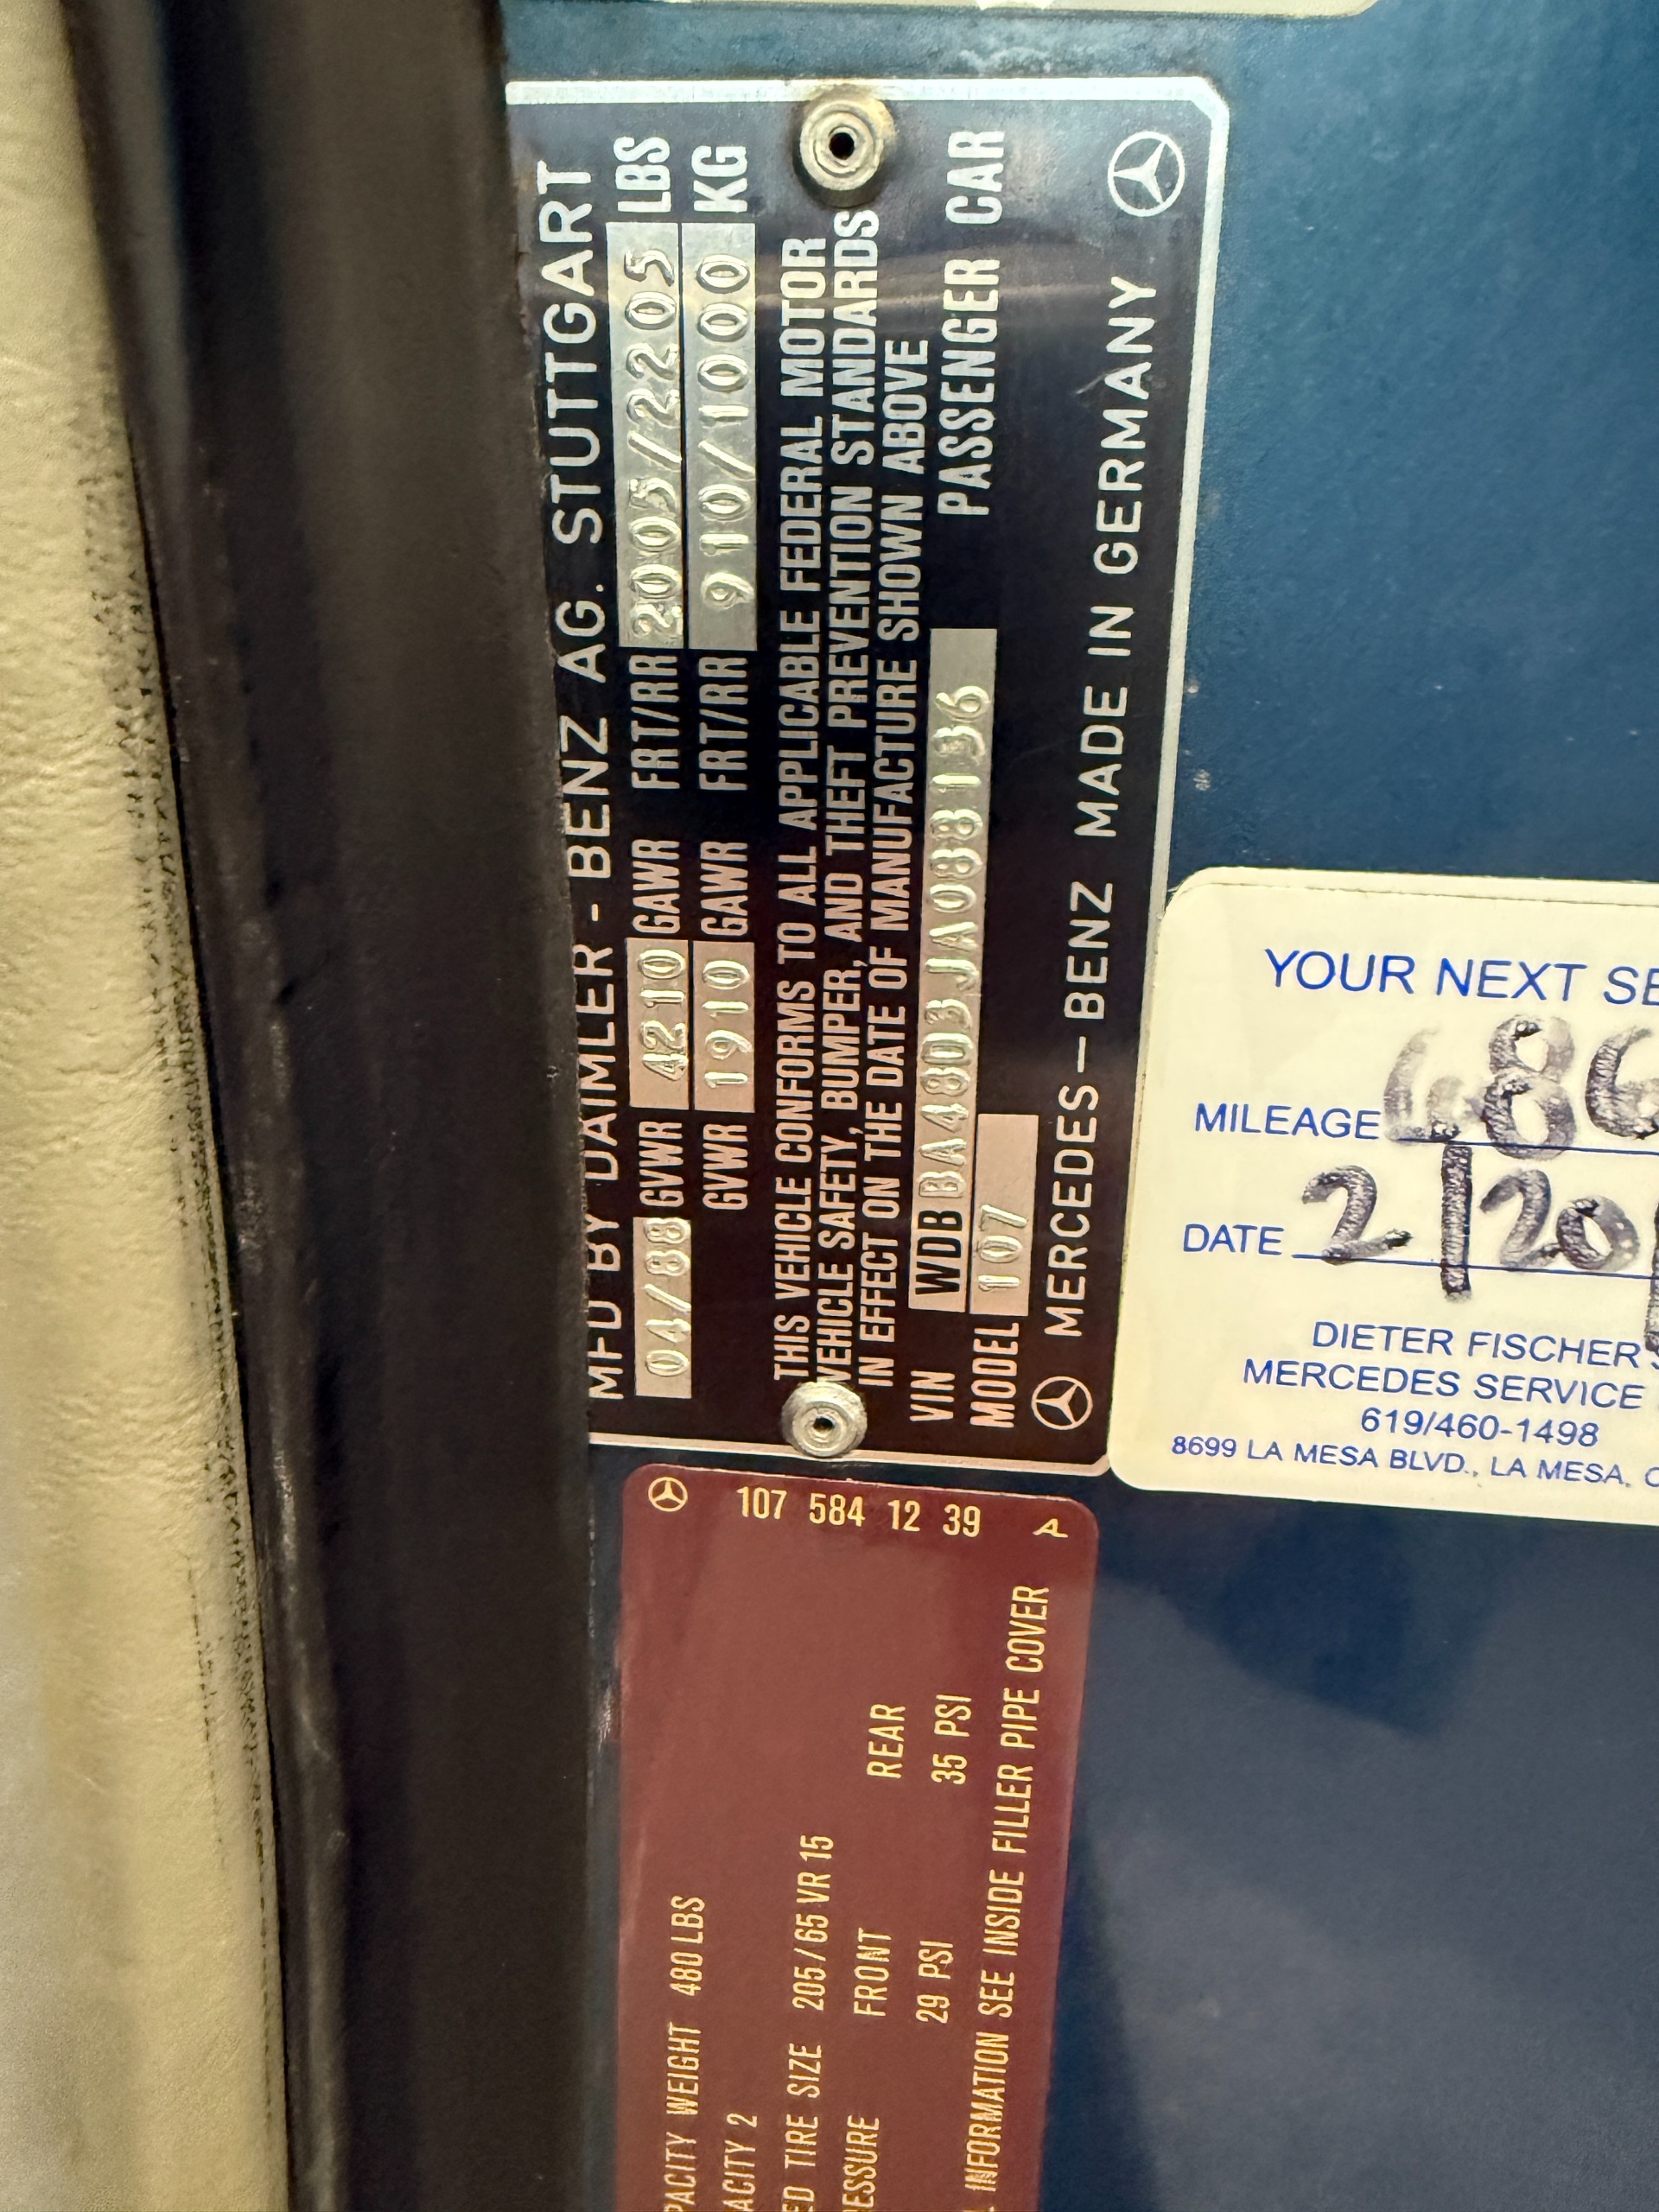 MFD BY DAIMLER - BENZ AG. STUTTGART
04/88 GVWR 4210 GAWR FRT/RR 2005/2205 LBS
GVWR 1910 GAWR FRT/RR 910/1000 KG
THIS VEHICLE CONFORMS TO ALL APPLICABLE FEDERAL MOTOR
VEHICLE SAFETY, BUMPER, AND THEFT PREVENTION STANDARDS
IN EFFECT ON THE DATE OF MANUFACTURE SHOWN ABOVE
VIN WDB BA48D3JA088136 PASSENGER CAR
MODEL 107
MERCEDES-BENZ MADE IN GERMANY
YOUR NEXT SE
MILEAGE
DATE 2/20/
DIETER FISCHER'S
MERCEDES SERVICE
619/460-1498
8699 LA MESA BLVD., LA MESA, C
107 584 12 39 A
PACITY WEIGHT 480 LBS
ACITY 2
ED TIRE SIZE 205/65 VR 15
ESSURE FRONT REAR
29 PSI 35 PSI
INFORMATION SEE INSIDE FILLER PIPE COVER